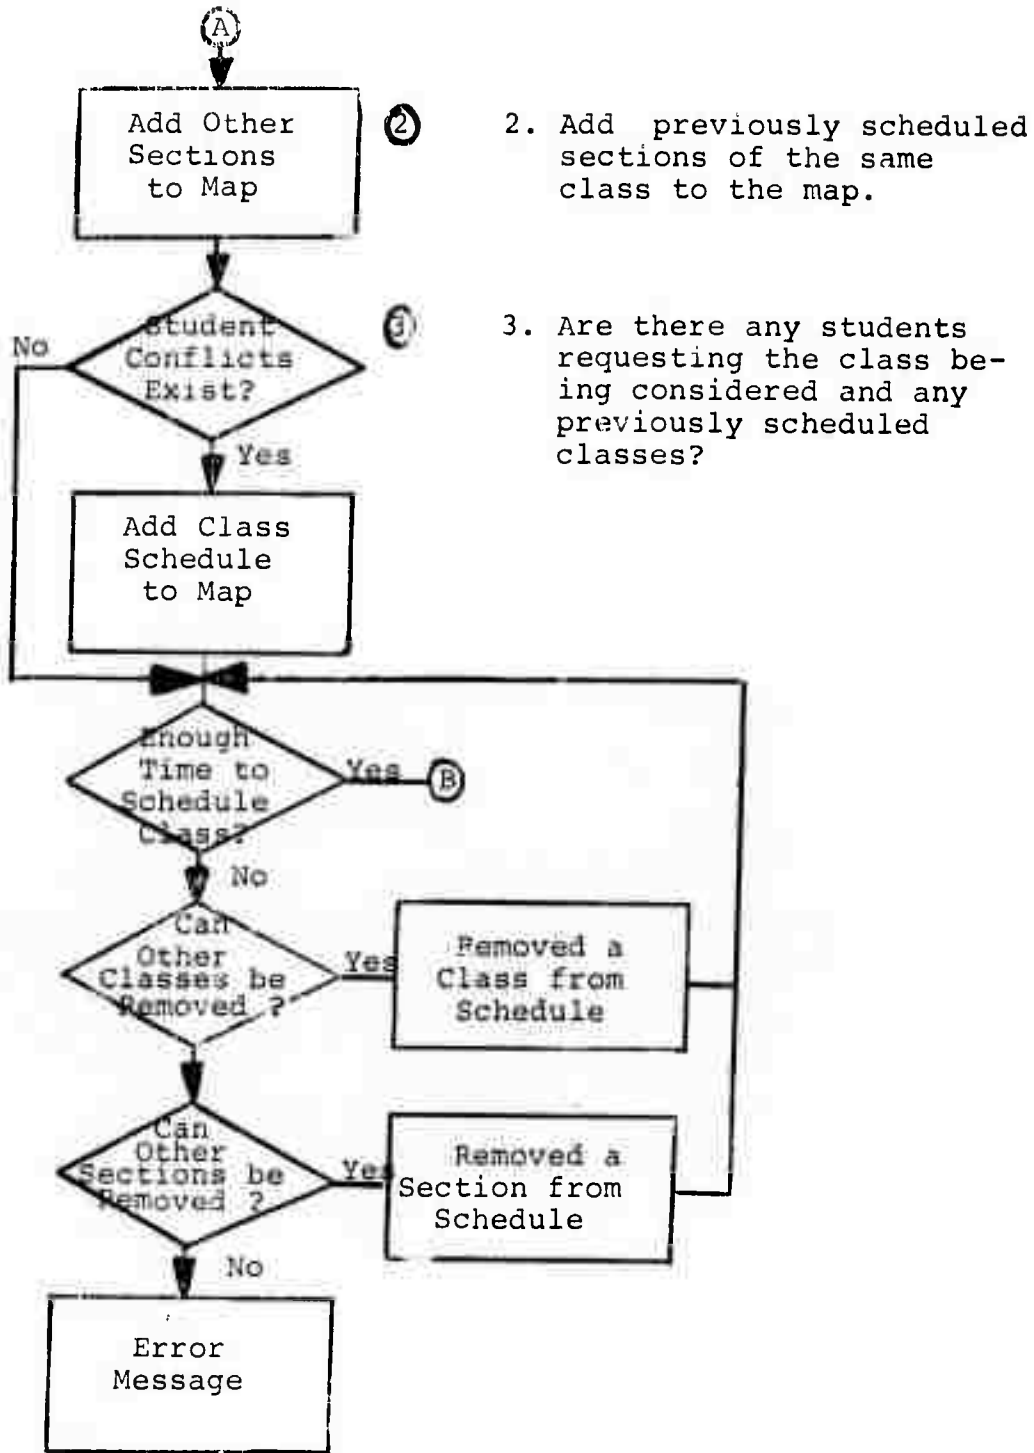 A
Add Other
Sections
to Map
2
2. Add previously scheduled
sections of the same
class to the map.
No
Student
Conflicts
Exist?
3
3. Are there any students
requesting the class be-
ing considered and any
previously scheduled
classes?
Yes
Add Class
Schedule
to Map
Enough
Time to
Schedule
Class?
Yes
B
No
Can
Other
Classes be
Removed ?
Yes
Removed a
Class from
Schedule
Can
Other
Sections be
Removed ?
Yes
Removed a
Section from
Schedule
No
Error
Message